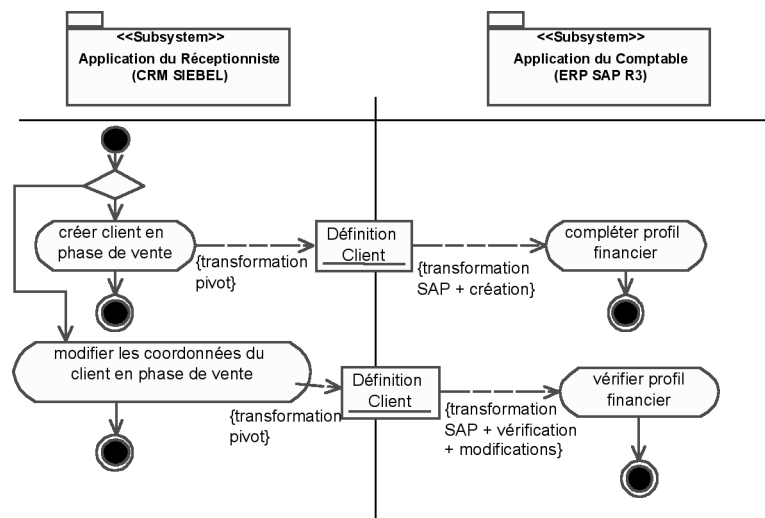 <<Subsystem>>
Application du Réceptionniste
(CRM SIEBEL)
<<Subsystem>>
Application du Comptable
(ERP SAP R3)
créer client en
phase de vente
{transformation
pivot}
Définition
Client
{transformation
SAP + création}
compléter profil
financier
modifier les coordonnées du
client en phase de vente
{transformation
pivot}
Définition
Client
{transformation
SAP + vérification
+ modifications}
vérifier profil
financier